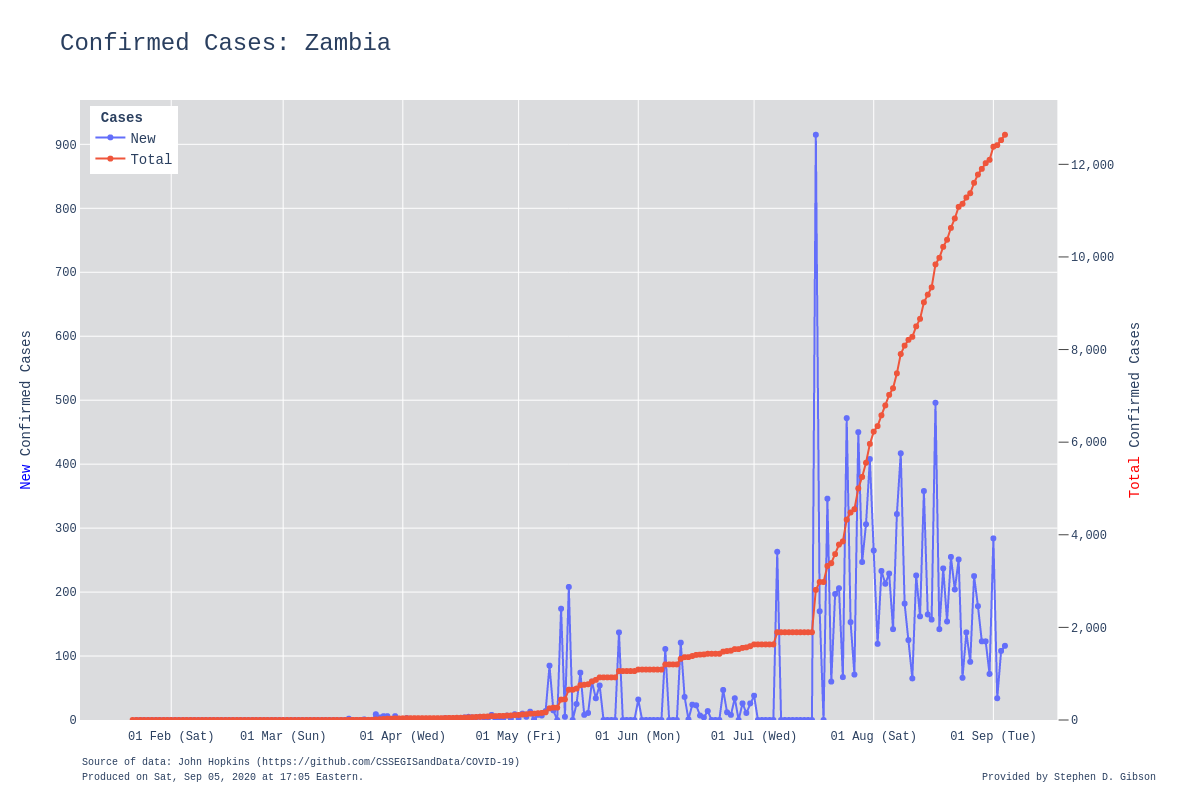 Confirmed Cases: Zambia
Cases
New
Total
900
800
700
600
500
400
300
200
100
0
New Confirmed Cases
12,000
10,000
8,000
6,000
4,000
2,000
0
Total Confirmed Cases
01 Feb (Sat) 01 Mar (Sun) 01 Apr (Wed) 01 May (Fri) 01 Jun (Mon) 01 Jul (Wed) 01 Aug (Sat) 01 Sep (Tue)
Source of data: John Hopkins (https://github.com/CSSEGISandData/COVID-19)
Produced on Sat, Sep 05, 2020 at 17:05 Eastern.
Provided by Stephen D. Gibson